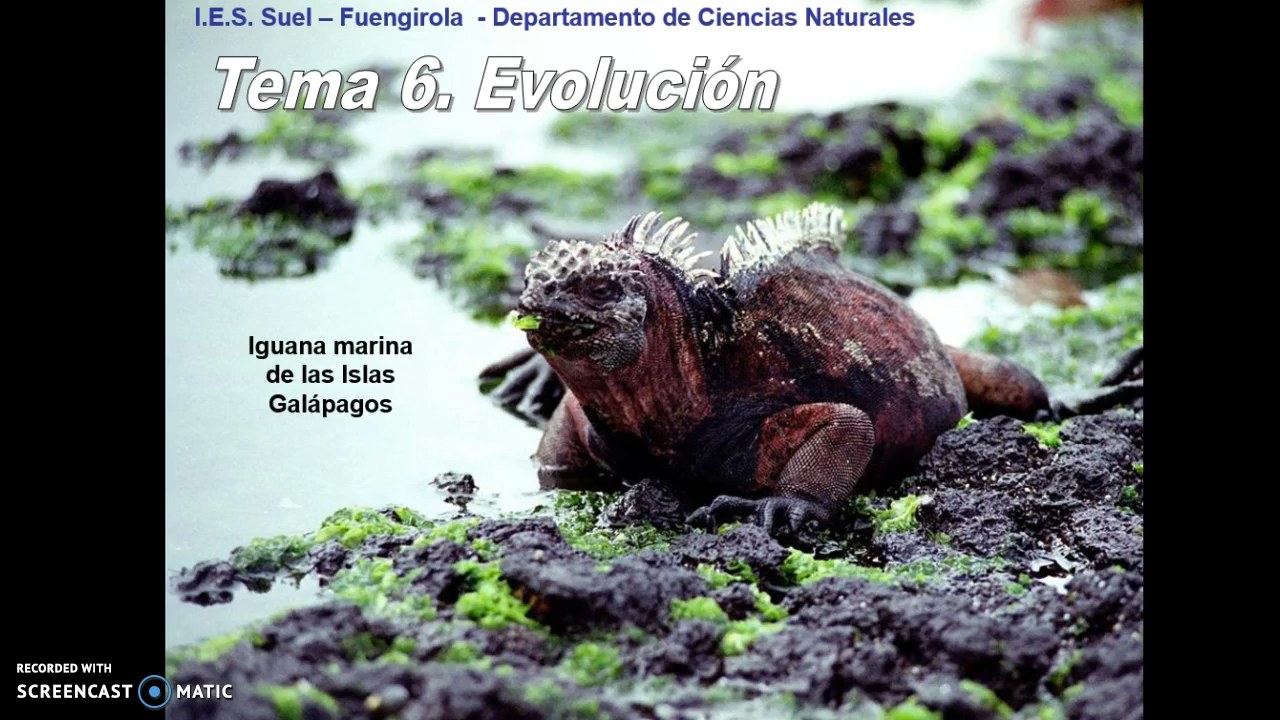 I.E.S. Suel – Fuengirola - Departamento de Ciencias Naturales
Tema 6. Evolución
Iguana marina
de las Islas
Galápagos
RECORDED WITH
SCREENCAST MATIC